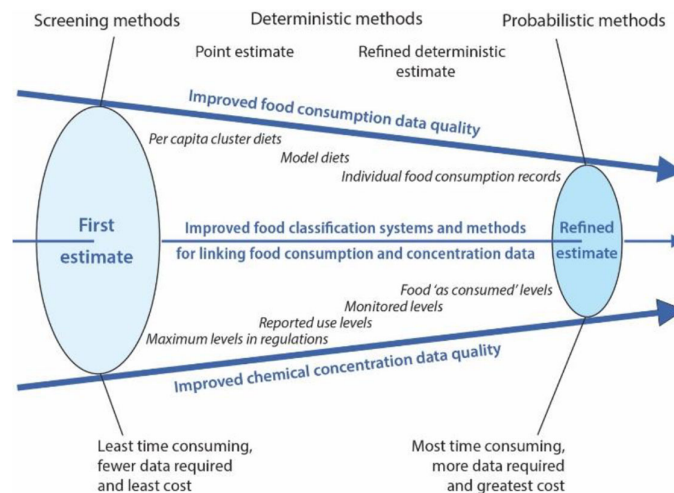 Screening methods
Deterministic methods
Probabilistic methods
Point estimate
Refined deterministic
estimate
Improved food consumption data quality
Per capita cluster diets
Model diets
Individual food consumption records
First
estimate
Improved food classification systems and methods
for linking food consumption and concentration data
Refined
estimate
Food ‘as consumed’ levels
Monitored levels
Reported use levels
Maximum levels in regulations
Improved chemical concentration data quality
Least time consuming,
fewer data required
and least cost
Most time consuming,
more data required
and greatest cost